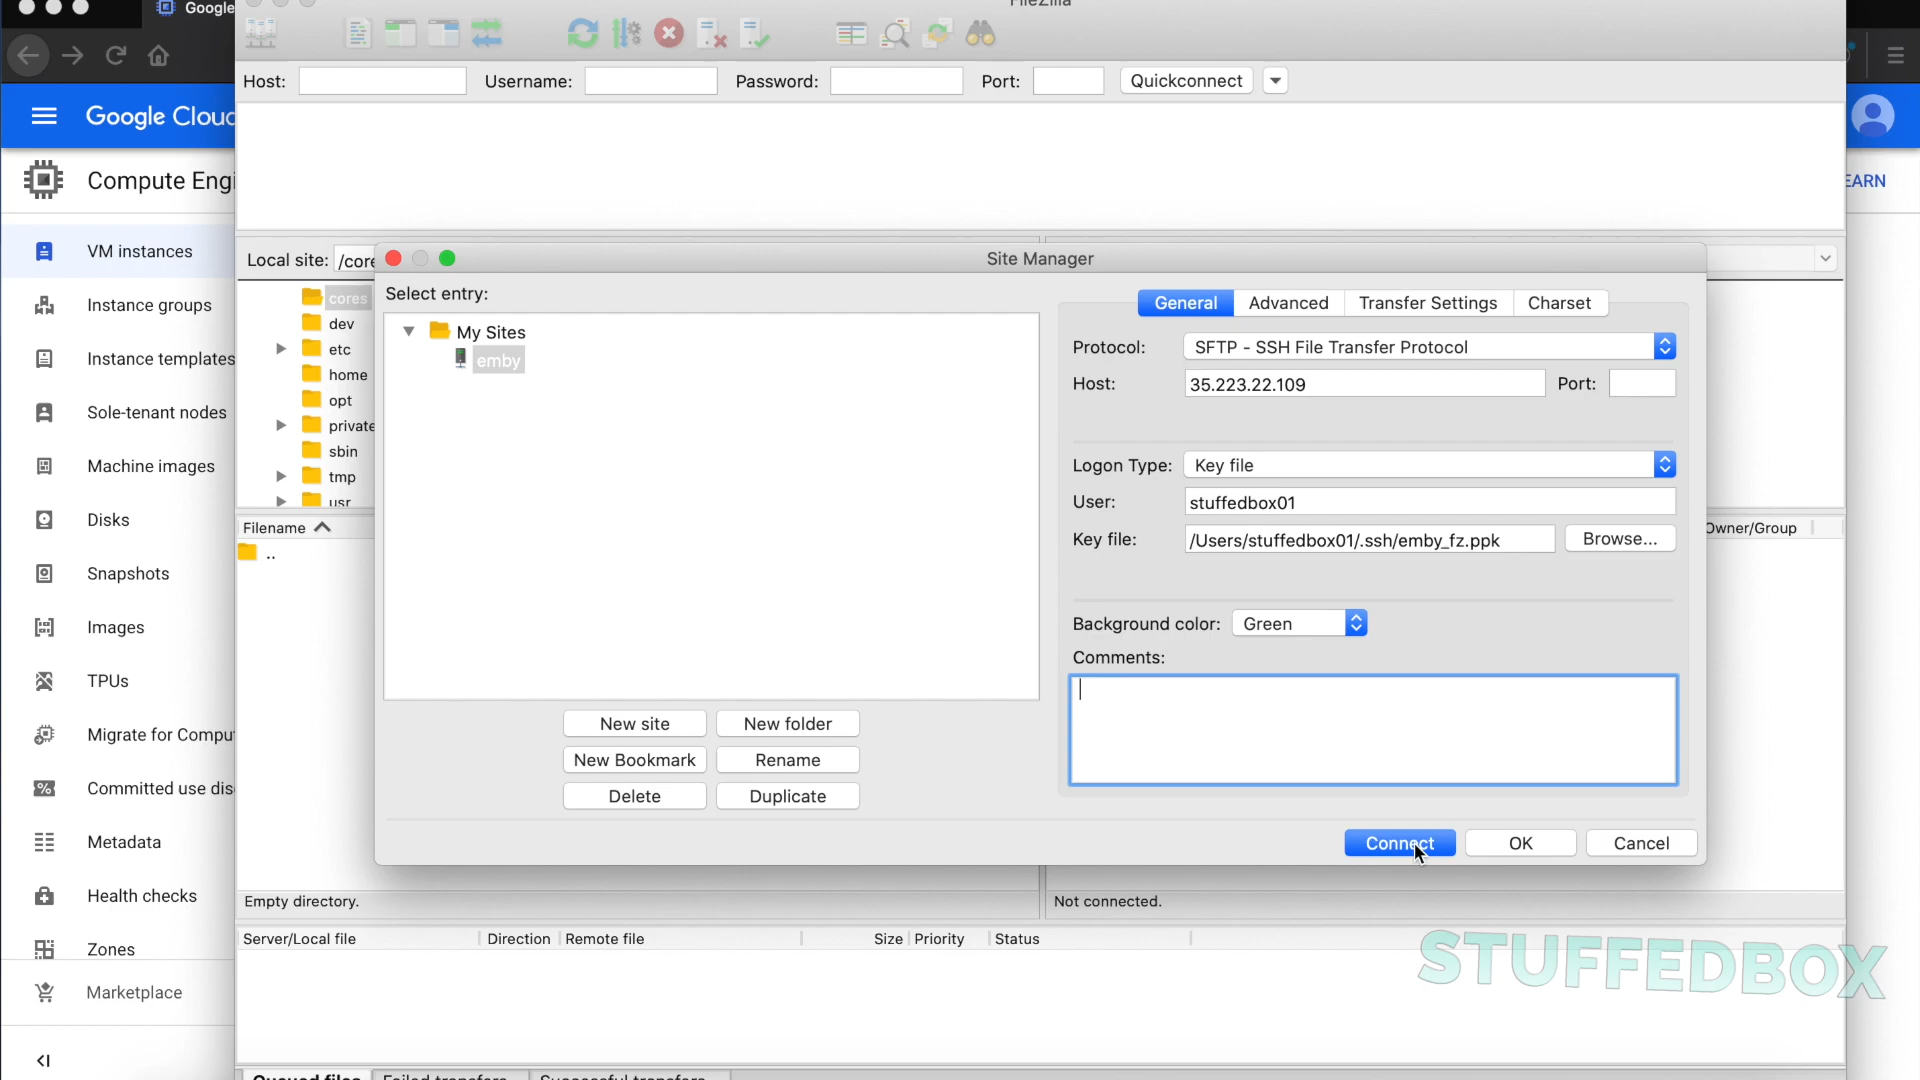 Google
FileZilla
Host:
Username:
Password:
Port:
Quickconnect
Google Cloud
Compute Engi
EARN
VM instances
Instance groups
Instance templates
Sole-tenant nodes
Machine images
Disks
Snapshots
Images
TPUs
Migrate for Compu
Committed use dis
Metadata
Health checks
Zones
Marketplace
Local site:
/core
cores
dev
etc
home
opt
private
sbin
tmp
usr
Filename
..
Owner/Group
Site Manager
Select entry:
My Sites
emby
New site
New folder
New Bookmark
Rename
Delete
Duplicate
General
Advanced
Transfer Settings
Charset
Protocol:
SFTP - SSH File Transfer Protocol
Host:
35.223.22.109
Port:
Logon Type:
Key file
User:
stuffedbox01
Key file:
/Users/stuffedbox01/.ssh/emby_fz.ppk
Browse...
Background color:
Green
Comments:
Connect
OK
Cancel
Empty directory.
Not connected.
Server/Local file
Direction
Remote file
Size
Priority
Status
STUFFEDBOX
Queued files
Failed transfers
Successful transfers